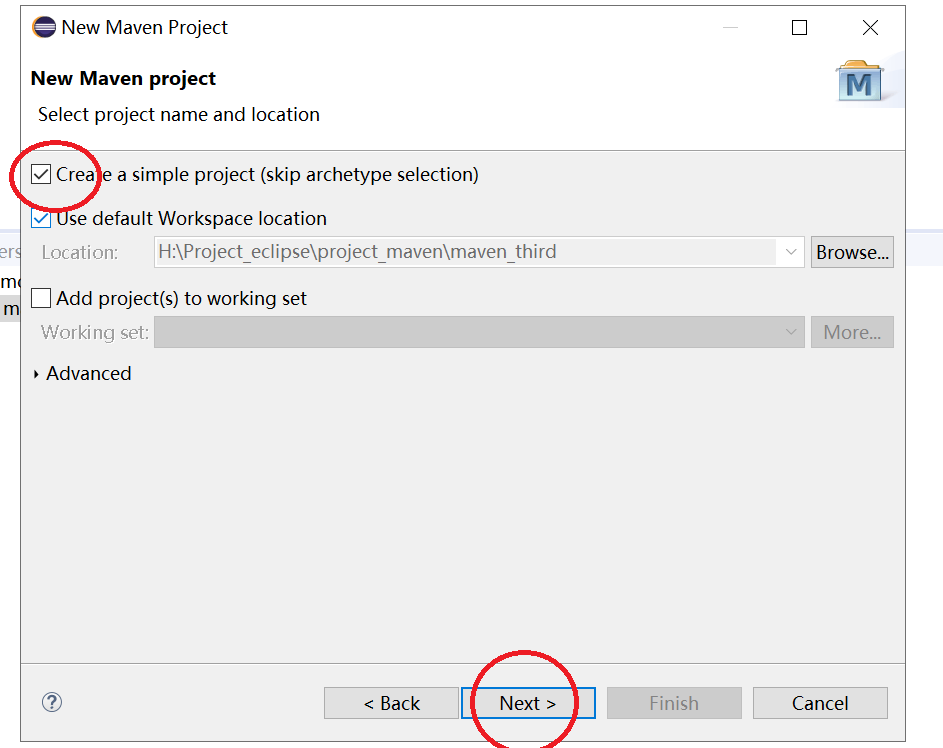 New Maven Project
New Maven project
Select project name and location
M
Create a simple project (skip archetype selection)
Use default Workspace location
ers
Location: H:\Project_eclipse\project_maven\maven_third Browse...
mo
Add project(s) to working set
m
Working set: More...
Advanced
? < Back Next > Finish Cancel